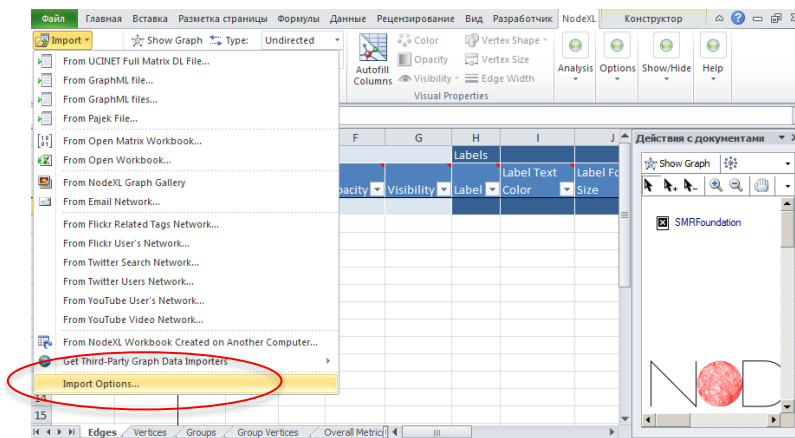 Файл Главная Вставка Разметка страницы Формулы Данные Рецензирование Вид Разработчик NodeXL Конструктор
Import Show Graph Type: Undirected
Color Vertex Shape
Opacity Vertex Size
Visibility Edge Width
Autofill Columns
Visual Properties
Analysis Options Show/Hide Help
From UCINET Full Matrix DL File...
From GraphML file...
From GraphML files...
From Pajek File...
From Open Matrix Workbook...
From Open Workbook...
From NodeXL Graph Gallery
From Email Network...
From Flickr Related Tags Network...
From Flickr User's Network...
From Twitter Search Network...
From Twitter Users Network...
From YouTube User's Network...
From YouTube Video Network...
From NodeXL Workbook Created on Another Computer...
Get Third-Party Graph Data Importers
Import Options...
F G H I J
Labels
pacity Visibility Label Label Text Color Label Fo Size
14
15
Edges Vertices Groups Group Vertices Overall Metric
Действия с документами
Show Graph
SMRFoundation
NOD